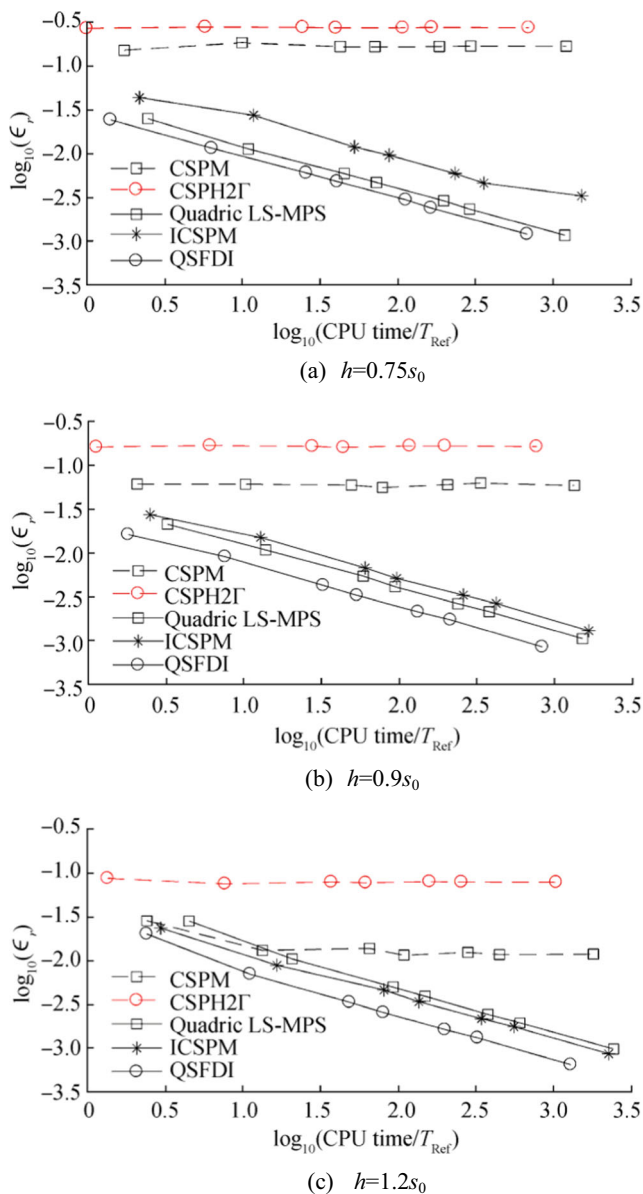 −0.5
−1.0
−1.5
−2.0
−2.5
−3.0
−3.5
log₁₀(ϵᵣ)
CSPM
CSPH2Γ
Quadric LS-MPS
ICSPM
QSFDI
0 0.5 1.0 1.5 2.0 2.5 3.0 3.5
log₁₀(CPU time/T_Ref)
(a) h=0.75s₀
−0.5
−1.0
−1.5
−2.0
−2.5
−3.0
−3.5
log₁₀(ϵᵣ)
CSPM
CSPH2Γ
Quadric LS-MPS
ICSPM
QSFDI
0 0.5 1.0 1.5 2.0 2.5 3.0 3.5
log₁₀(CPU time/T_Ref)
(b) h=0.9s₀
−0.5
−1.0
−1.5
−2.0
−2.5
−3.0
−3.5
log₁₀(ϵᵣ)
CSPM
CSPH2Γ
Quadric LS-MPS
ICSPM
QSFDI
0 0.5 1.0 1.5 2.0 2.5 3.0 3.5
log₁₀(CPU time/T_Ref)
(c) h=1.2s₀